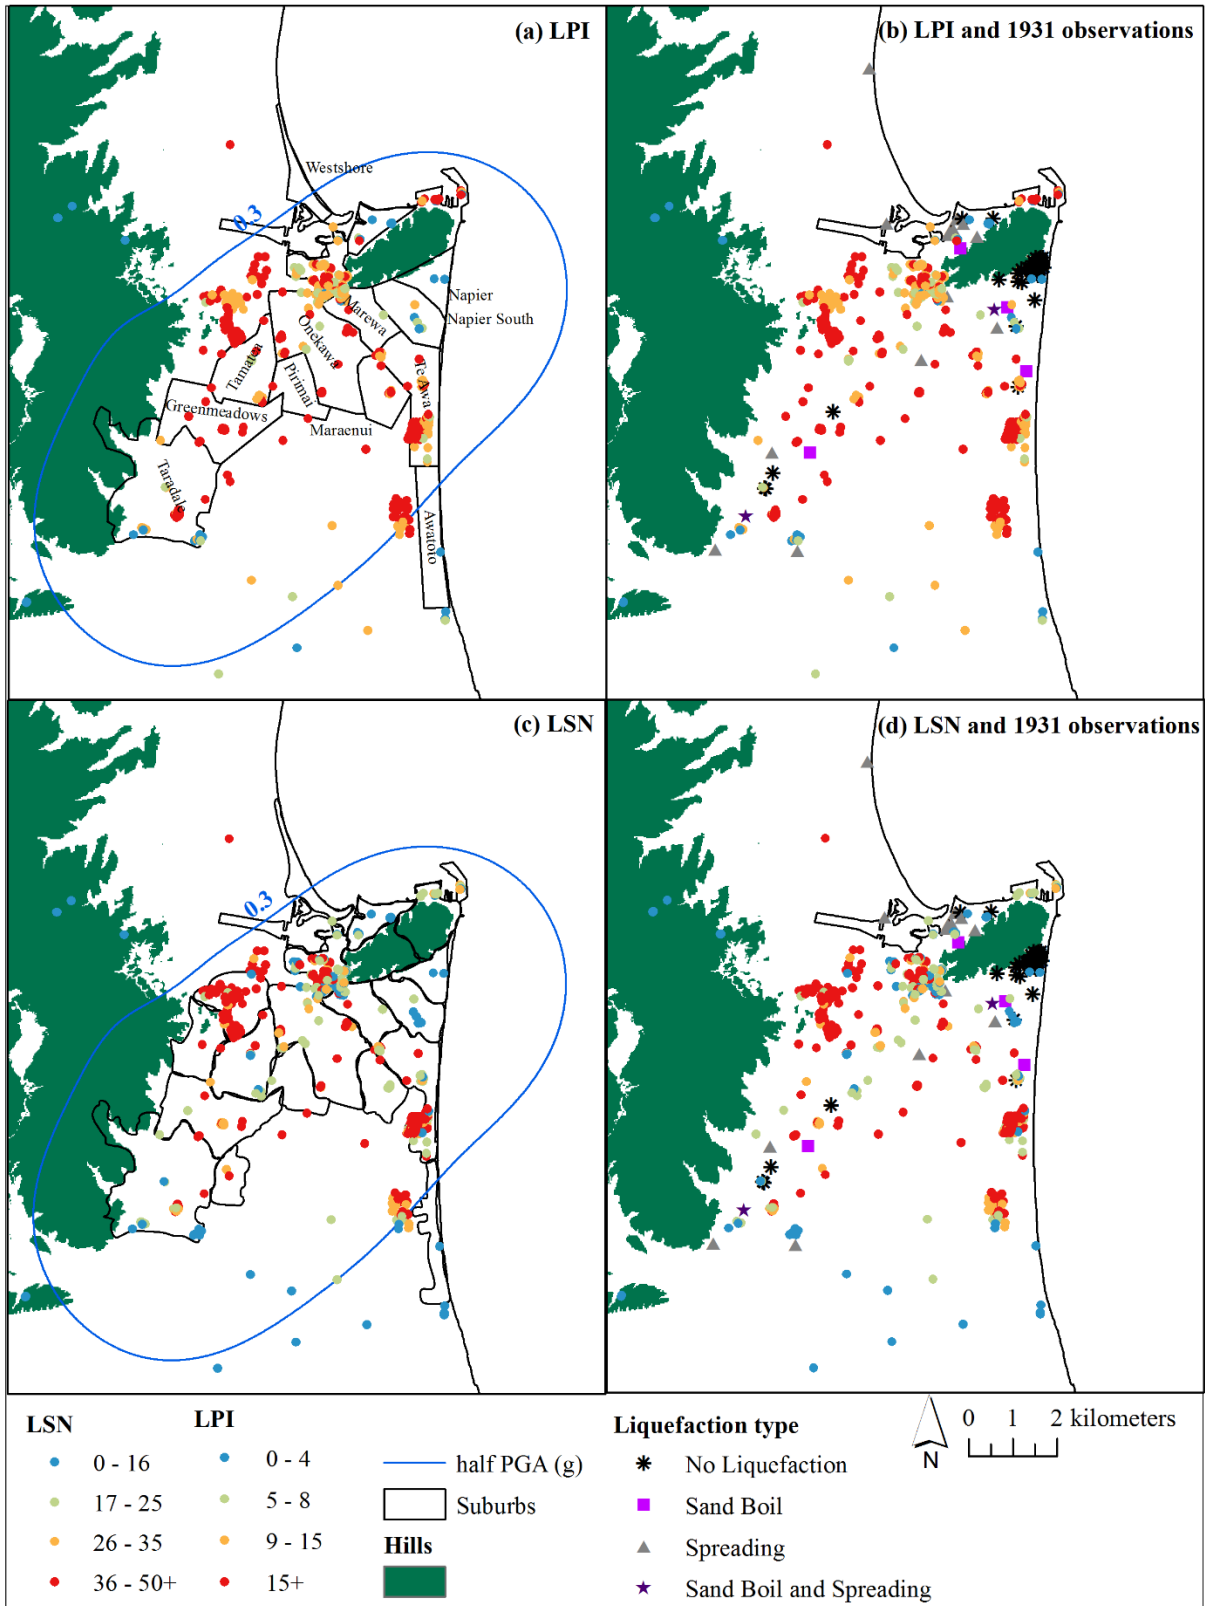 (a) LPI
Westshore
0.3
Napier
Napier South
Marewa
Onekawa
Tamatea
Pirimai
Te Awa
Greenmeadows
Maraenui
Taradale
Awatoto
(b) LPI and 1931 observations
(c) LSN
0.3
(d) LSN and 1931 observations
LSN
0 - 16
17 - 25
26 - 35
36 - 50+
LPI
0 - 4
5 - 8
9 - 15
15+
half PGA (g)
Suburbs
Hills
Liquefaction type
No Liquefaction
Sand Boil
Spreading
Sand Boil and Spreading
N
0 1 2 kilometers